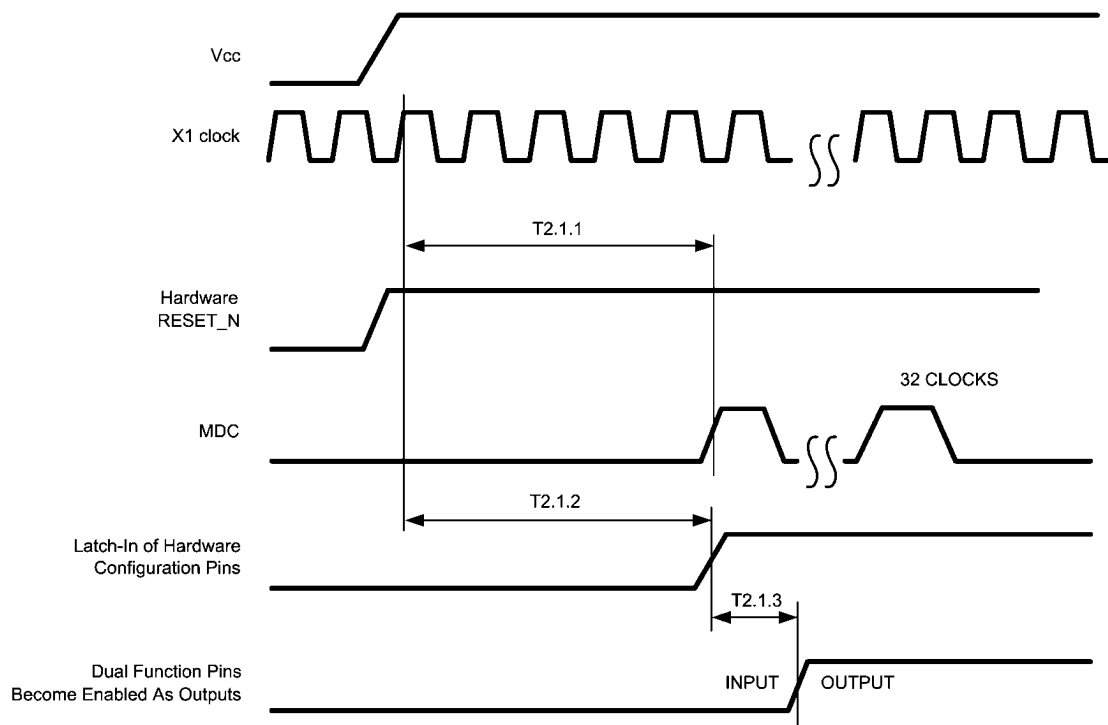 Vcc
X1 clock
T2.1.1
Hardware
RESET_N
32 CLOCKS
MDC
T2.1.2
Latch-In of Hardware
Configuration Pins
T2.1.3
Dual Function Pins
Become Enabled As Outputs
INPUT
OUTPUT